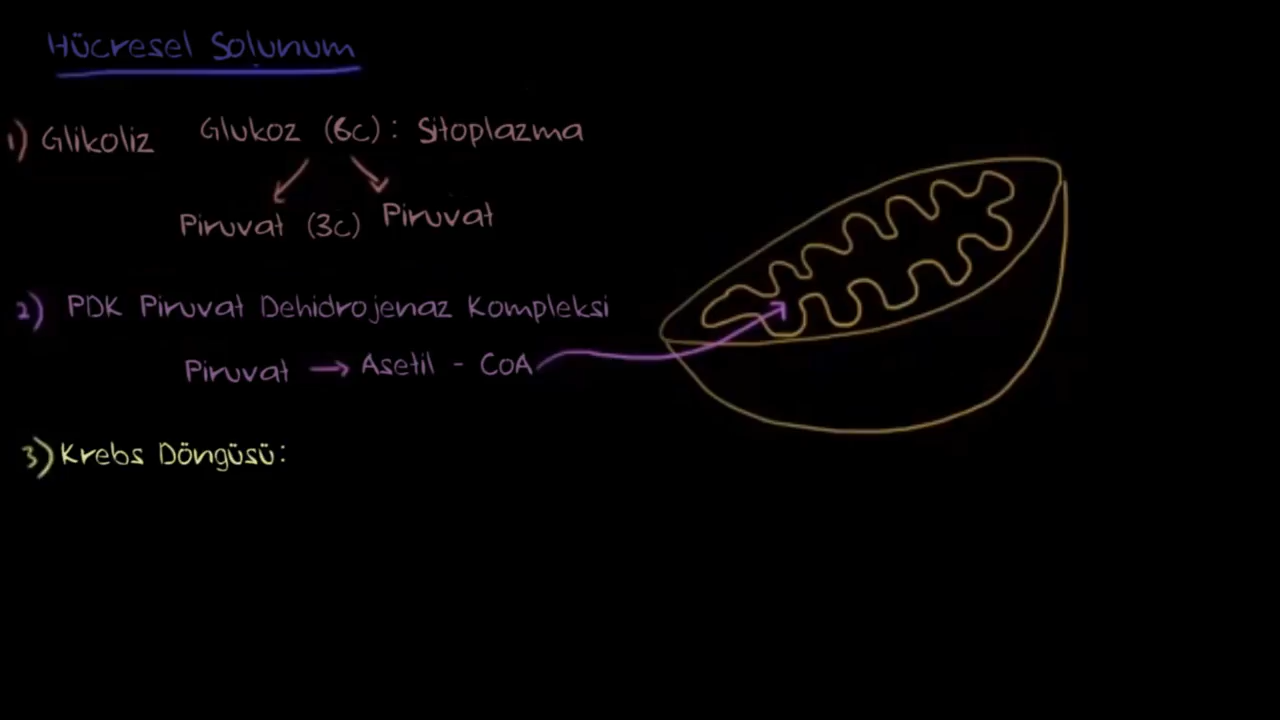 Hücresel Solunum
1) Glikoliz Glukoz (6c) : Sitoplazma
Piruvat (3c) Piruvat
2) PDK Piruvat Dehidrojenaz Kompleksi
Piruvat → Asetil - CoA
3) Krebs Döngüsü: